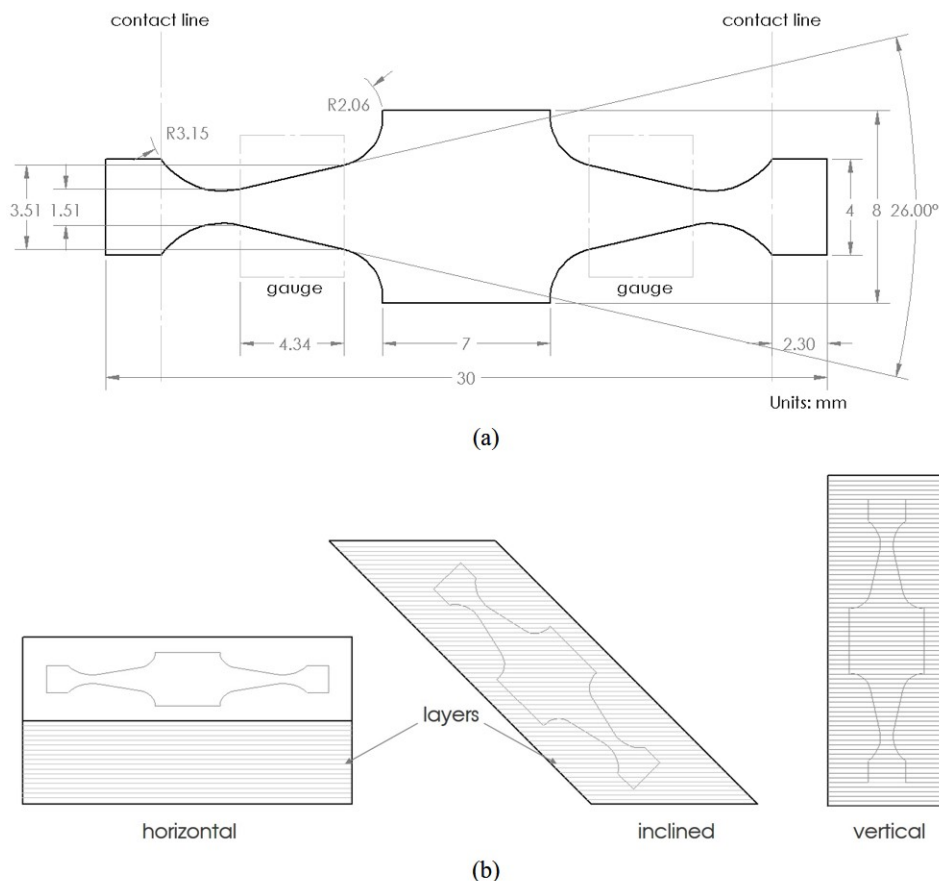 contact line
contact line
R2.06
R3.15
3.51
1.51
4
8
26.00°
gauge
gauge
4.34
7
2.30
30
Units: mm
(a)
layers
horizontal
inclined
vertical
(b)